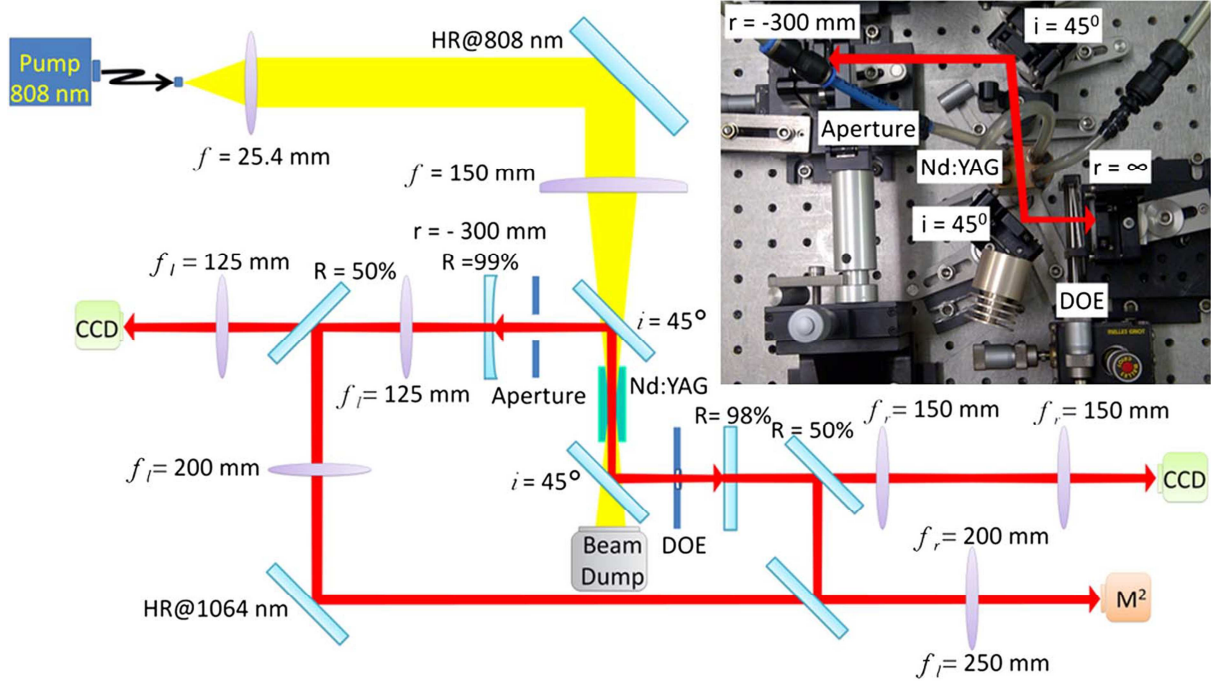 Pump
808 nm
HR@808 nm
f = 25.4 mm
f = 150 mm
r = - 300 mm
R =99%
f_l = 125 mm
R = 50%
CCD
i = 45°
Aperture
f_l = 125 mm
Nd:YAG
R= 98%
R = 50%
f_r = 150 mm
f_r = 150 mm
f_l = 200 mm
i = 45°
CCD
DOE
Beam
Dump
f_r = 200 mm
HR@1064 nm
M²
f_l = 250 mm
r = -300 mm
i = 45⁰
Aperture
Nd:YAG
r = ∞
i = 45⁰
DOE
MELLES GRIOT